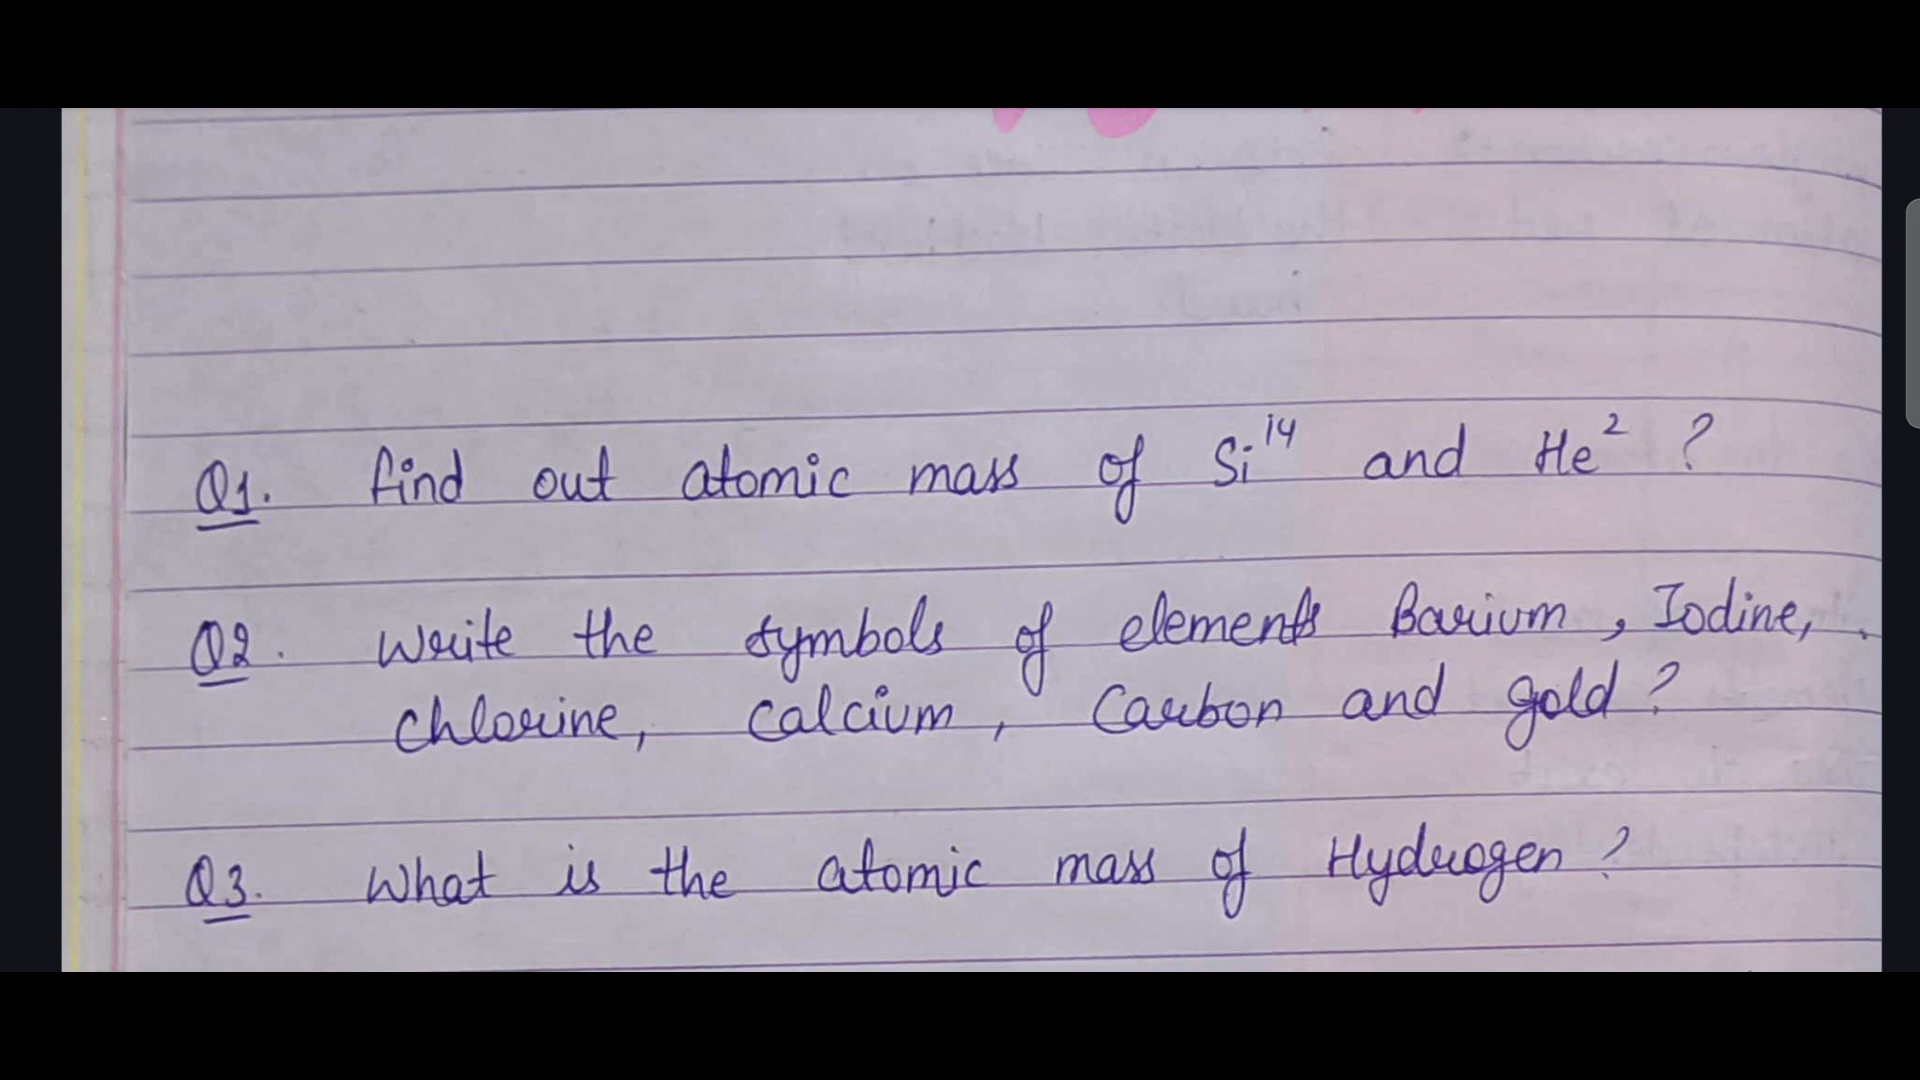 Q1. find out atomic mass of Si¹⁴ and He² ?
Q2. Write the symbols of elements Barium, Iodine,
chlorine, calcium, Carbon and gold ?
Q3. What is the atomic mass of Hydrogen ?